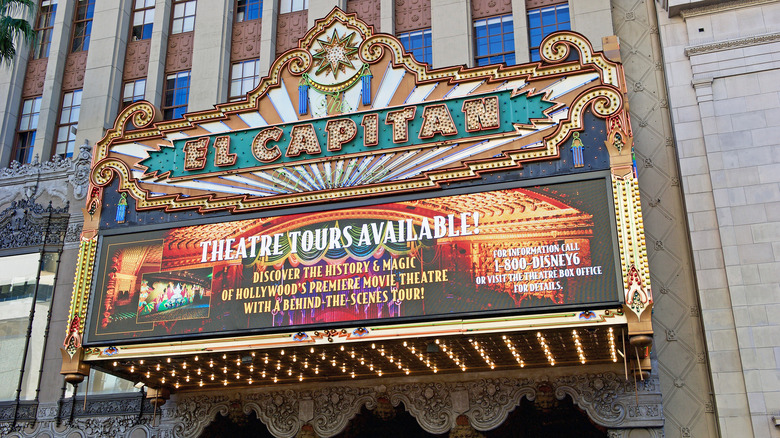 EL CAPITAN
THEATRE TOURS AVAILABLE!
DISCOVER THE HISTORY & MAGIC
OF HOLLYWOOD'S PREMIERE MOVIE THEATRE
WITH A BEHIND-THE-SCENES TOUR!
FOR INFORMATION CALL
1-800-DISNEY6
OR VISIT THE THEATRE BOX OFFICE
FOR DETAILS.